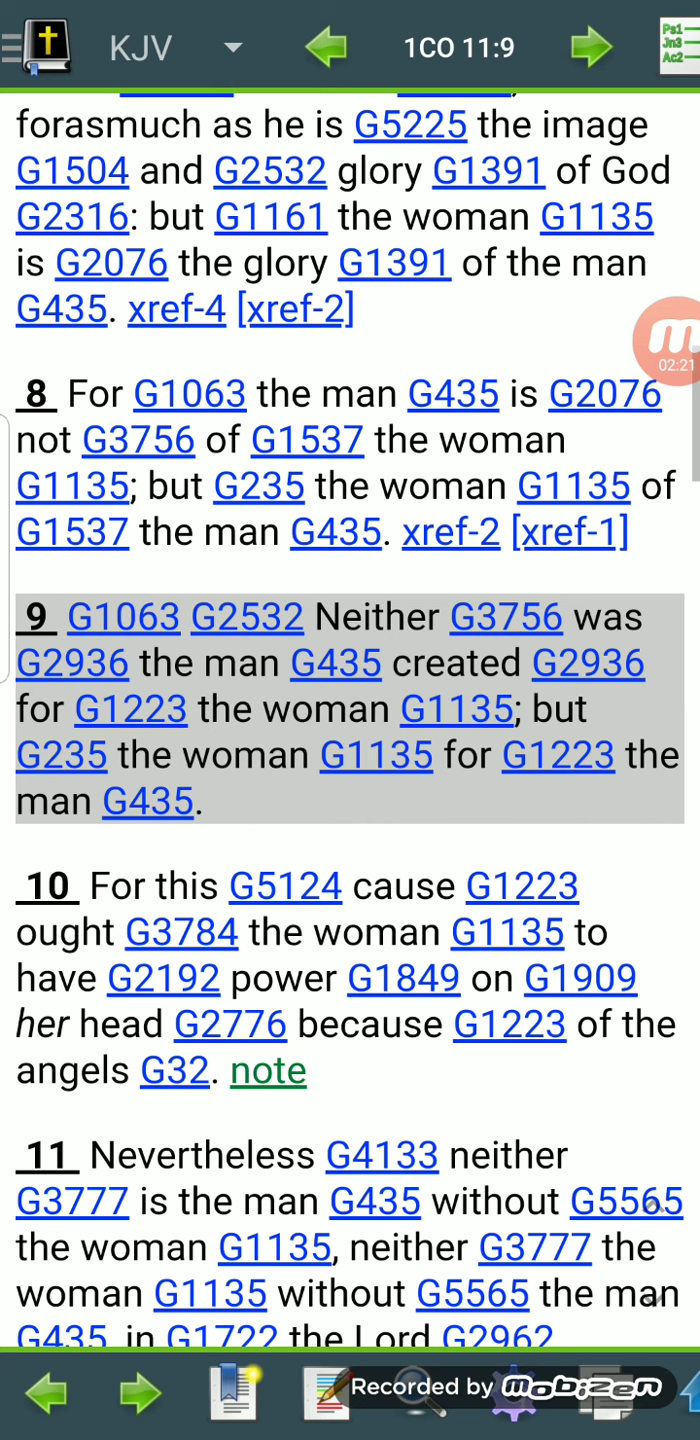 KJV
1CO 11:9
Ps1
Jn3
Ac2
forasmuch as he is G5225 the image
G1504 and G2532 glory G1391 of God
G2316: but G1161 the woman G1135
is G2076 the glory G1391 of the man
G435. xref-4 [xref-2]
02:21
8 For G1063 the man G435 is G2076
not G3756 of G1537 the woman
G1135; but G235 the woman G1135 of
G1537 the man G435. xref-2 [xref-1]
9 G1063 G2532 Neither G3756 was
G2936 the man G435 created G2936
for G1223 the woman G1135; but
G235 the woman G1135 for G1223 the
man G435.
10 For this G5124 cause G1223
ought G3784 the woman G1135 to
have G2192 power G1849 on G1909
her head G2776 because G1223 of the
angels G32. note
11 Nevertheless G4133 neither
G3777 is the man G435 without G5565
the woman G1135, neither G3777 the
woman G1135 without G5565 the man
G435 in G1722 the Lord G2962
Recorded by mobizen